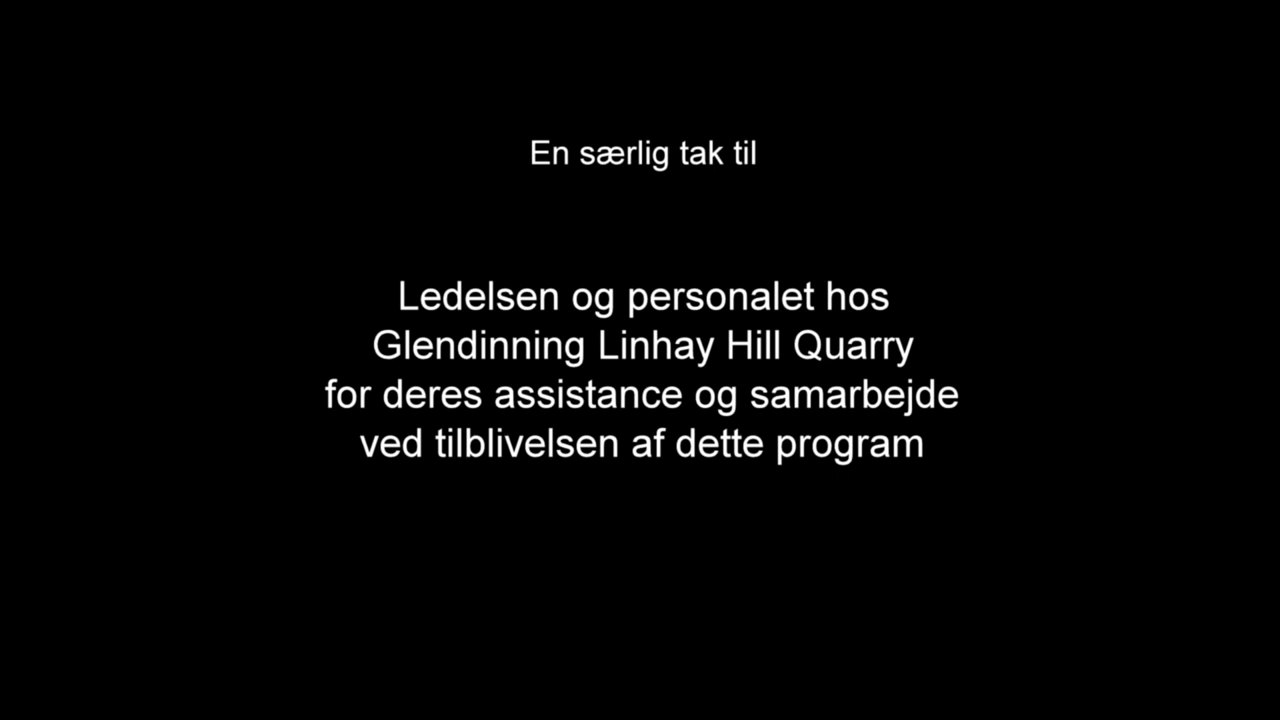 En særlig tak til
Ledelsen og personalet hos
Glendinning Linhay Hill Quarry
for deres assistance og samarbejde
ved tilblivelsen af dette program